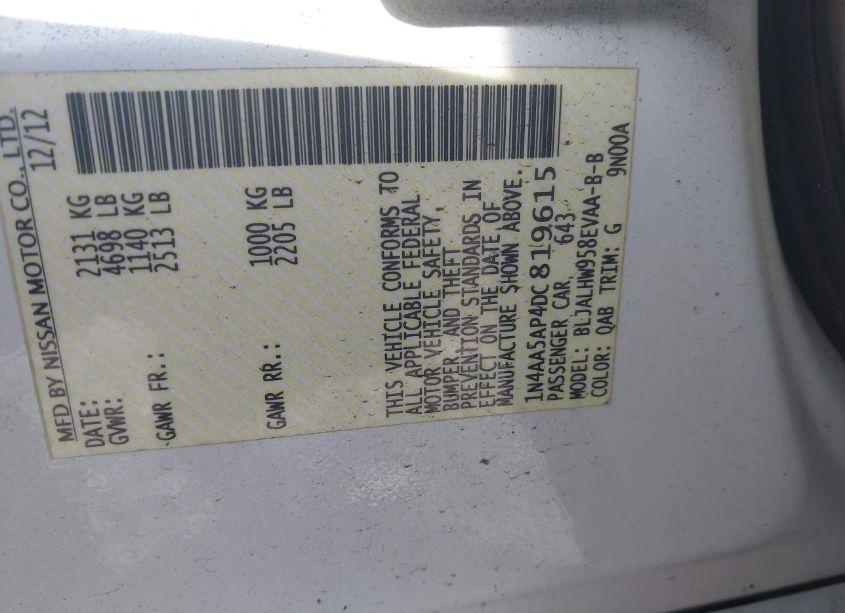 MFD BY NISSAN MOTOR CO., LTD.
DATE: 12/12
GVWR: 2131 KG
4698 LB
GAWR FR.: 1140 KG
2513 LB
GAWR RR.: 1000 KG
2205 LB
THIS VEHICLE CONFORMS TO
ALL APPLICABLE FEDERAL
MOTOR VEHICLE SAFETY,
BUMPER, AND THEFT
PREVENTION STANDARDS IN
EFFECT ON THE DATE OF
MANUFACTURE SHOWN ABOVE.
1N4AA5AP4DC819615
PASSENGER CAR 643-
MODEL: BLJALHW958EVAA-B-B
COLOR: QAB TRIM: G 9N00A